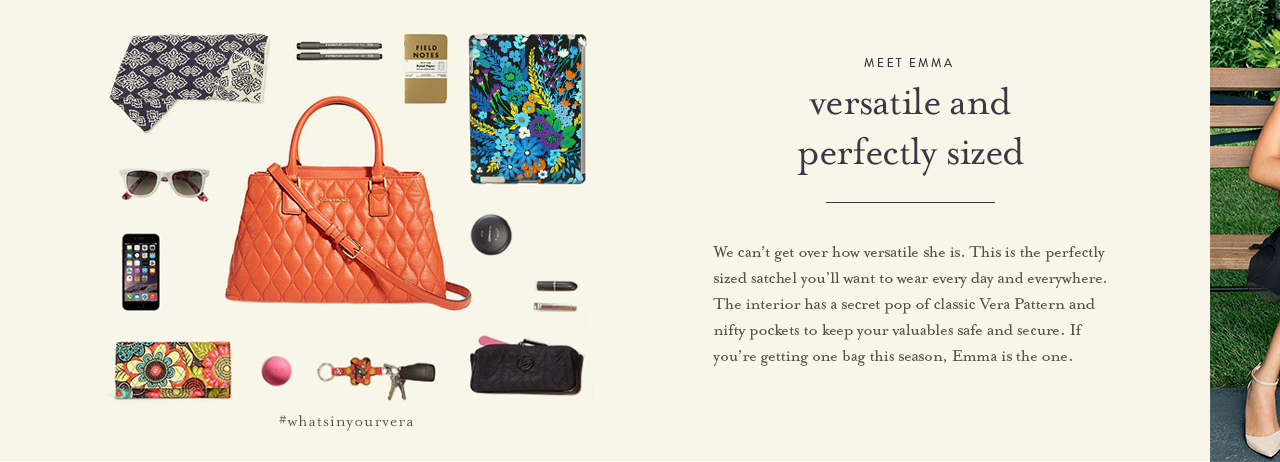 FIELD
NOTES
MEET EMMA
versatile and
perfectly sized
We can’t get over how versatile she is. This is the perfectly
sized satchel you’ll want to wear every day and everywhere.
The interior has a secret pop of classic Vera Pattern and
nifty pockets to keep your valuables safe and secure. If
you’re getting one bag this season, Emma is the one.
#whatsinyourvera